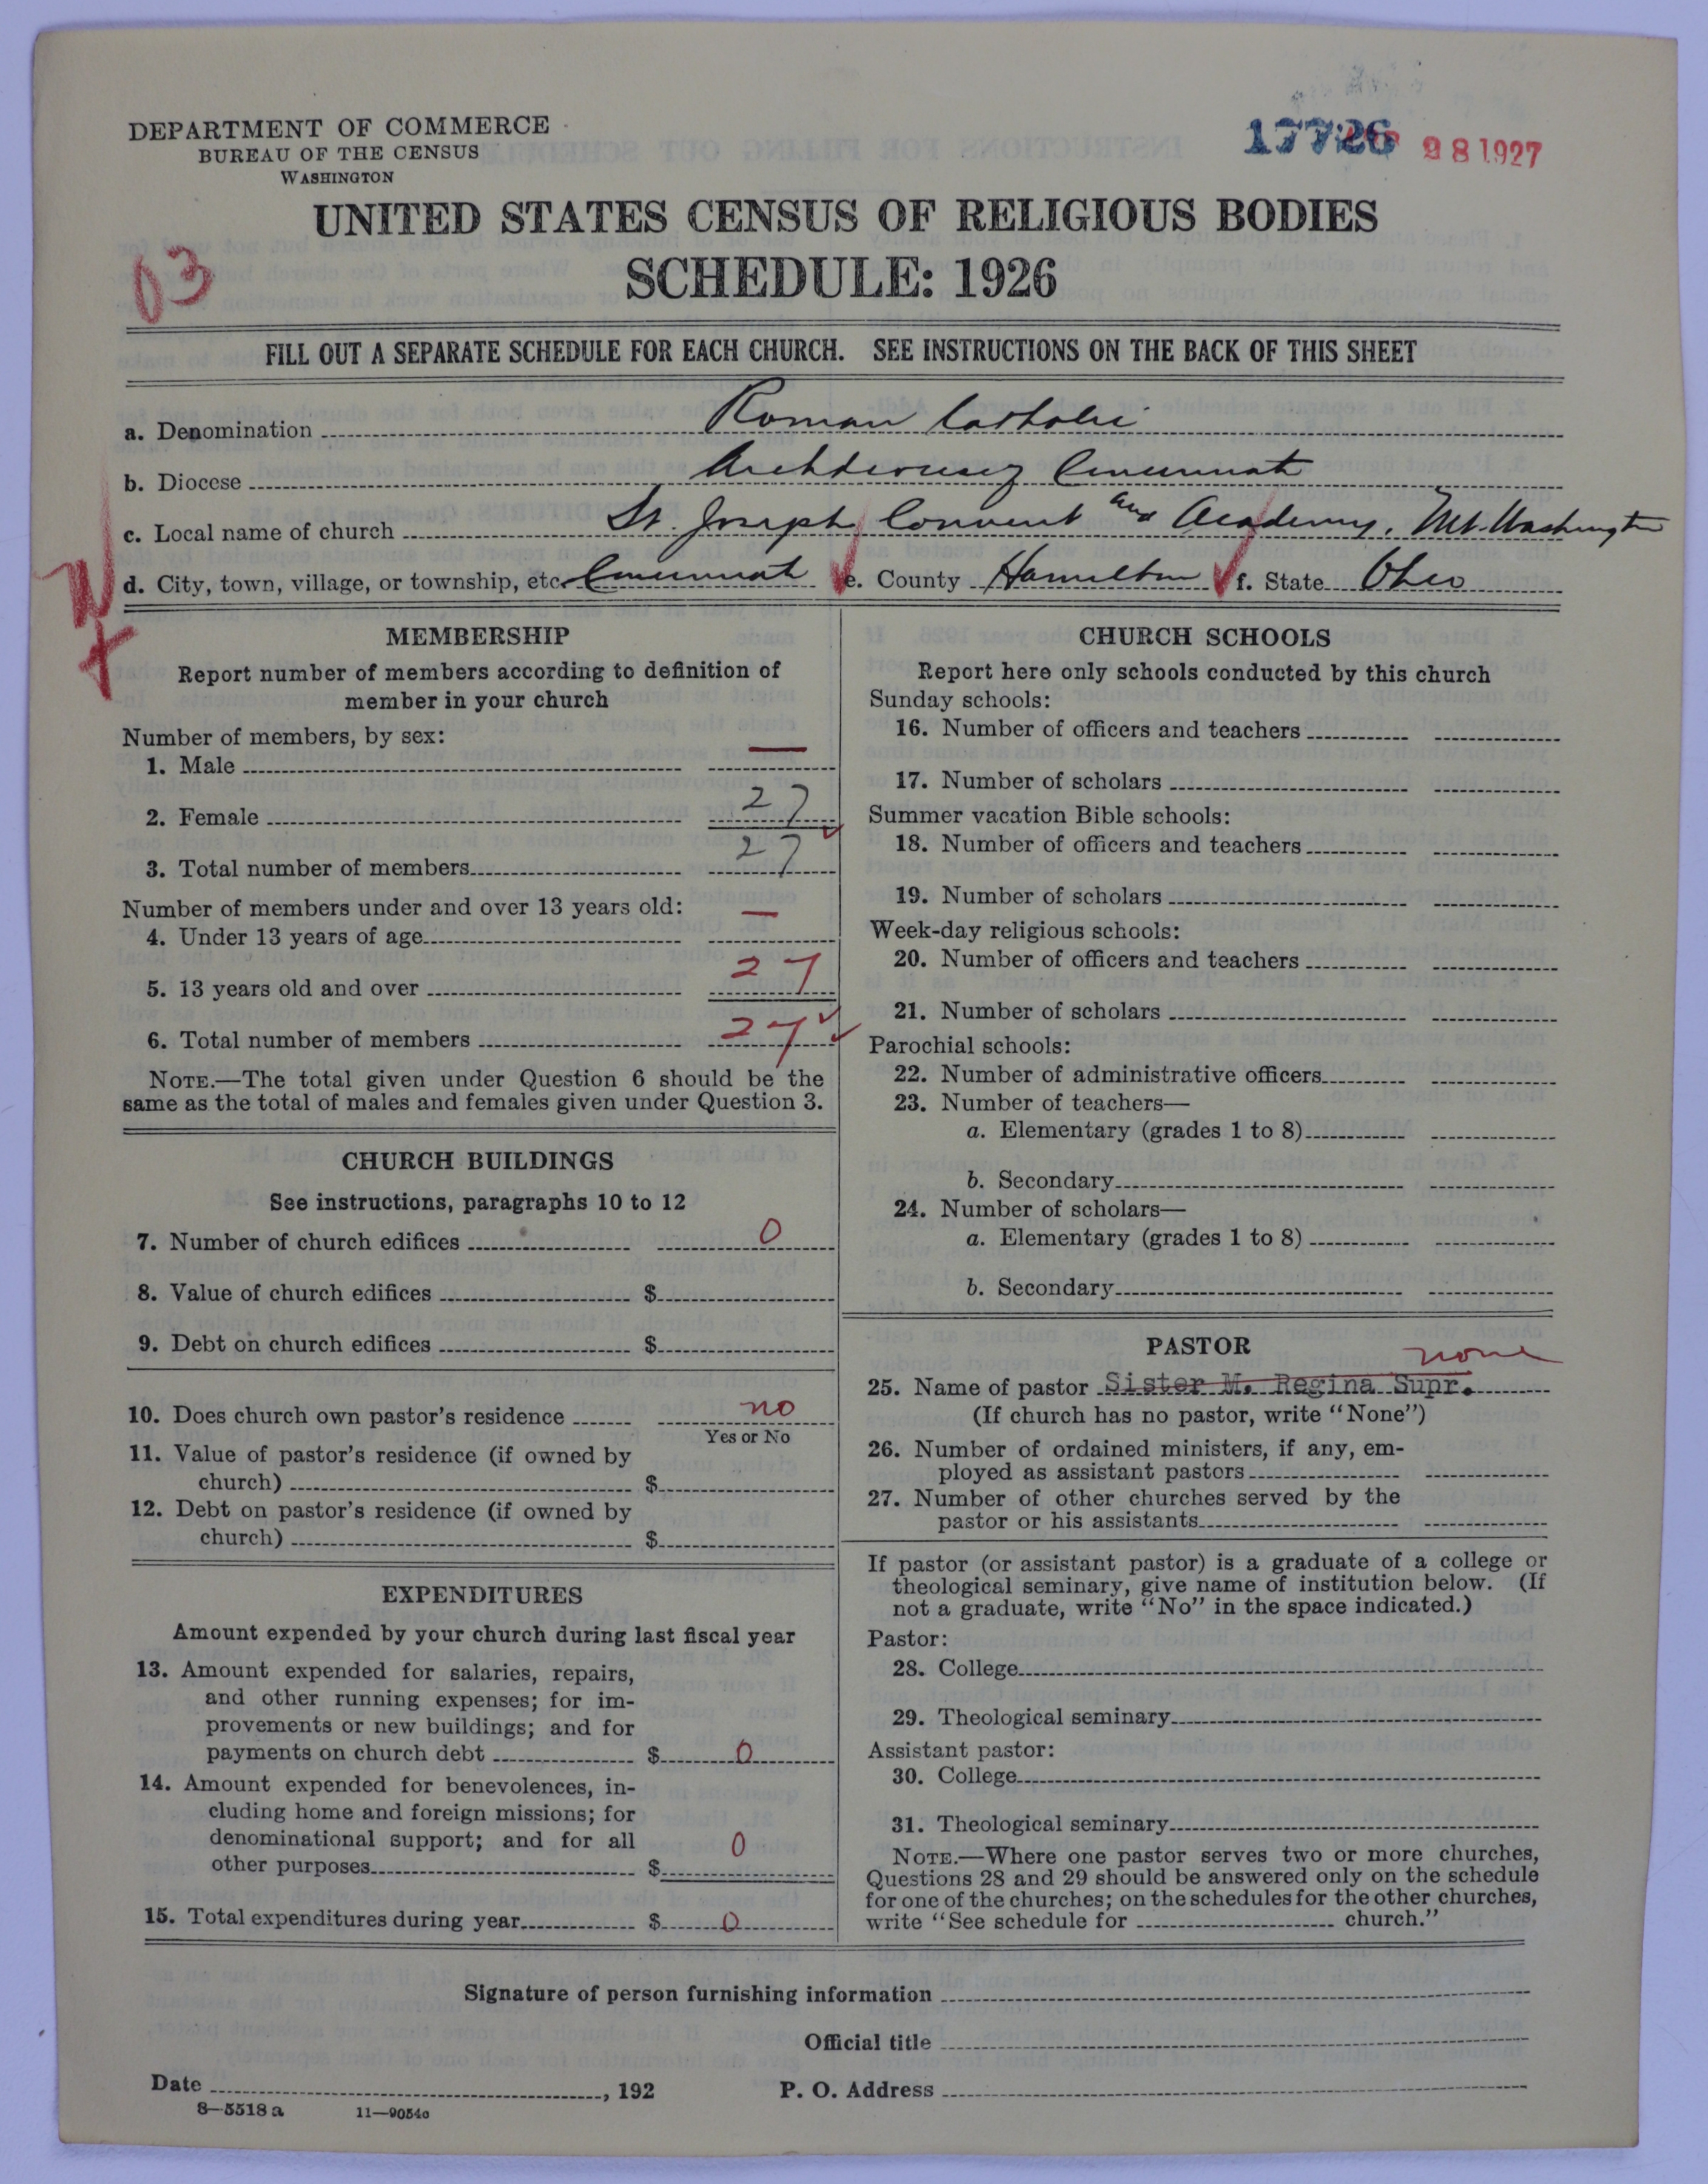 DEPARTMENT OF COMMERCE
BUREAU OF THE CENSUS
WASHINGTON
17726
28 1927
UNITED STATES CENSUS OF RELIGIOUS BODIES
SCHEDULE: 1926
03
FILL OUT A SEPARATE SCHEDULE FOR EACH CHURCH. SEE INSTRUCTIONS ON THE BACK OF THIS SHEET
a. Denomination Roman Catholic
b. Diocese Archdiocese Cincinnati
c. Local name of church St. Joseph Convent and Academy, Mt. Washington
d. City, town, village, or township, etc. Cincinnati e. County Hamilton f. State Ohio
MEMBERSHIP
Report number of members according to definition of
member in your church
Number of members, by sex:
1. Male —
2. Female 27
3. Total number of members 27
Number of members under and over 13 years old:
4. Under 13 years of age —
5. 13 years old and over 27
6. Total number of members 27
NOTE.—The total given under Question 6 should be the
same as the total of males and females given under Question 3.
CHURCH BUILDINGS
See instructions, paragraphs 10 to 12
7. Number of church edifices 0
8. Value of church edifices $
9. Debt on church edifices $
10. Does church own pastor's residence no
Yes or No
11. Value of pastor's residence (if owned by
church) $
12. Debt on pastor's residence (if owned by
church) $
EXPENDITURES
Amount expended by your church during last fiscal year
13. Amount expended for salaries, repairs,
and other running expenses; for im-
provements or new buildings; and for
payments on church debt $ 0
14. Amount expended for benevolences, in-
cluding home and foreign missions; for
denominational support; and for all
other purposes $ 0
15. Total expenditures during year $ 0
CHURCH SCHOOLS
Report here only schools conducted by this church
Sunday schools:
16. Number of officers and teachers
17. Number of scholars
Summer vacation Bible schools:
18. Number of officers and teachers
19. Number of scholars
Week-day religious schools:
20. Number of officers and teachers
21. Number of scholars
Parochial schools:
22. Number of administrative officers
23. Number of teachers—
a. Elementary (grades 1 to 8)
b. Secondary
24. Number of scholars—
a. Elementary (grades 1 to 8)
b. Secondary
PASTOR
none
25. Name of pastor Sister M. Regina Supr.
(If church has no pastor, write "None")
26. Number of ordained ministers, if any, em-
ployed as assistant pastors
27. Number of other churches served by the
pastor or his assistants
If pastor (or assistant pastor) is a graduate of a college or
theological seminary, give name of institution below. (If
not a graduate, write "No" in the space indicated.)
Pastor:
28. College
29. Theological seminary
Assistant pastor:
30. College
31. Theological seminary
NOTE.—Where one pastor serves two or more churches,
Questions 28 and 29 should be answered only on the schedule
for one of the churches; on the schedules for the other churches,
write "See schedule for church."
Signature of person furnishing information
Official title
Date , 192 P. O. Address
8—5518 a 11—9054c